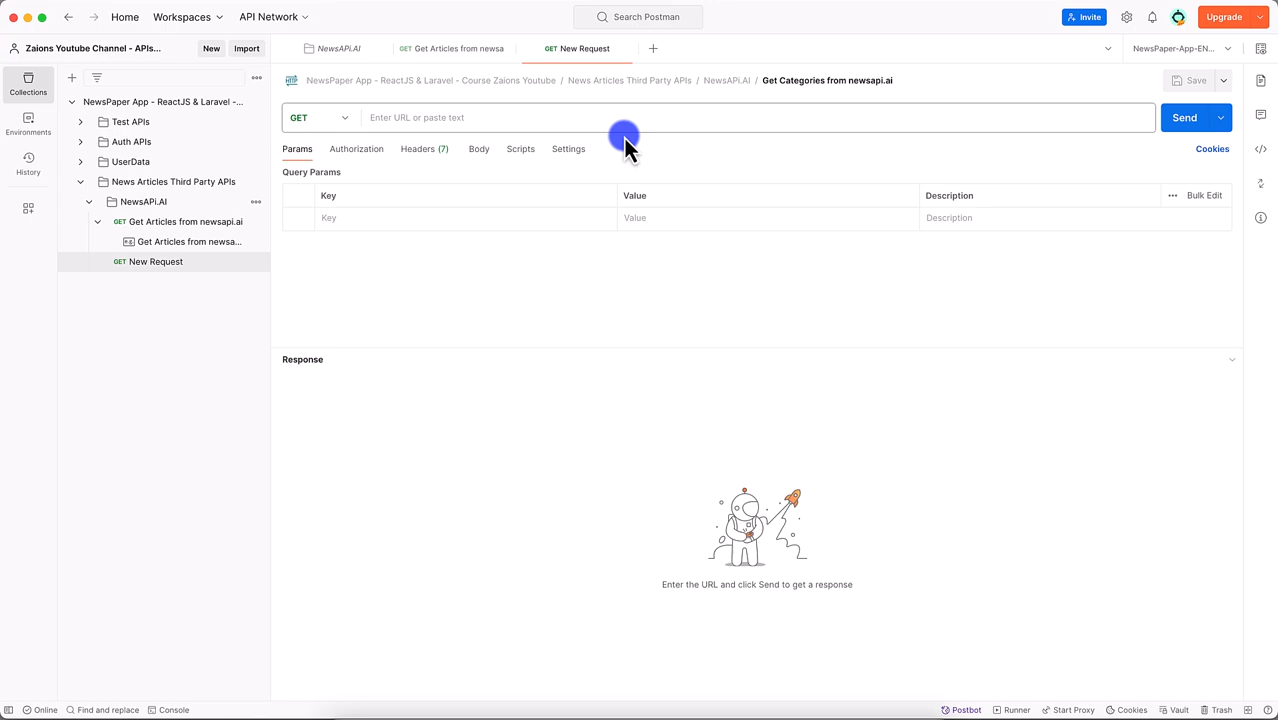 Home
Workspaces
API Network
Search Postman
Invite
Upgrade
Zaions Youtube Channel - APIs...
New
Import
NewsAPi.AI
GET Get Articles from newsa
GET New Request
NewsPaper-App-EN...
Collections
Environments
History
NewsPaper App - ReactJS & Laravel -...
Test APIs
Auth APIs
UserData
News Articles Third Party APIs
NewsAPi.AI
GET Get Articles from newsapi.ai
e.g. Get Articles from newsa...
GET New Request
HTTP NewsPaper App - ReactJS & Laravel - Course Zaions Youtube / News Articles Third Party APIs / NewsAPi.AI / Get Categories from newsapi.ai
Save
GET
Enter URL or paste text
Send
Params
Authorization
Headers (7)
Body
Scripts
Settings
Cookies
Query Params
Key
Value
Description
Bulk Edit
Key
Value
Description
Response
Enter the URL and click Send to get a response
Online
Find and replace
Console
Postbot
Runner
Start Proxy
Cookies
Vault
Trash